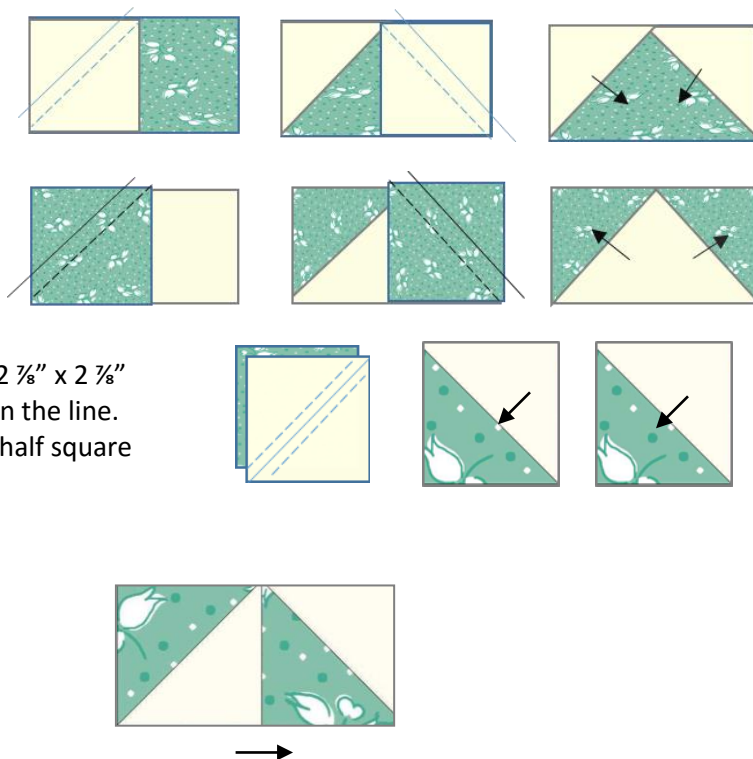 2 ⅞” x 2 ⅞”
n the line.
half square